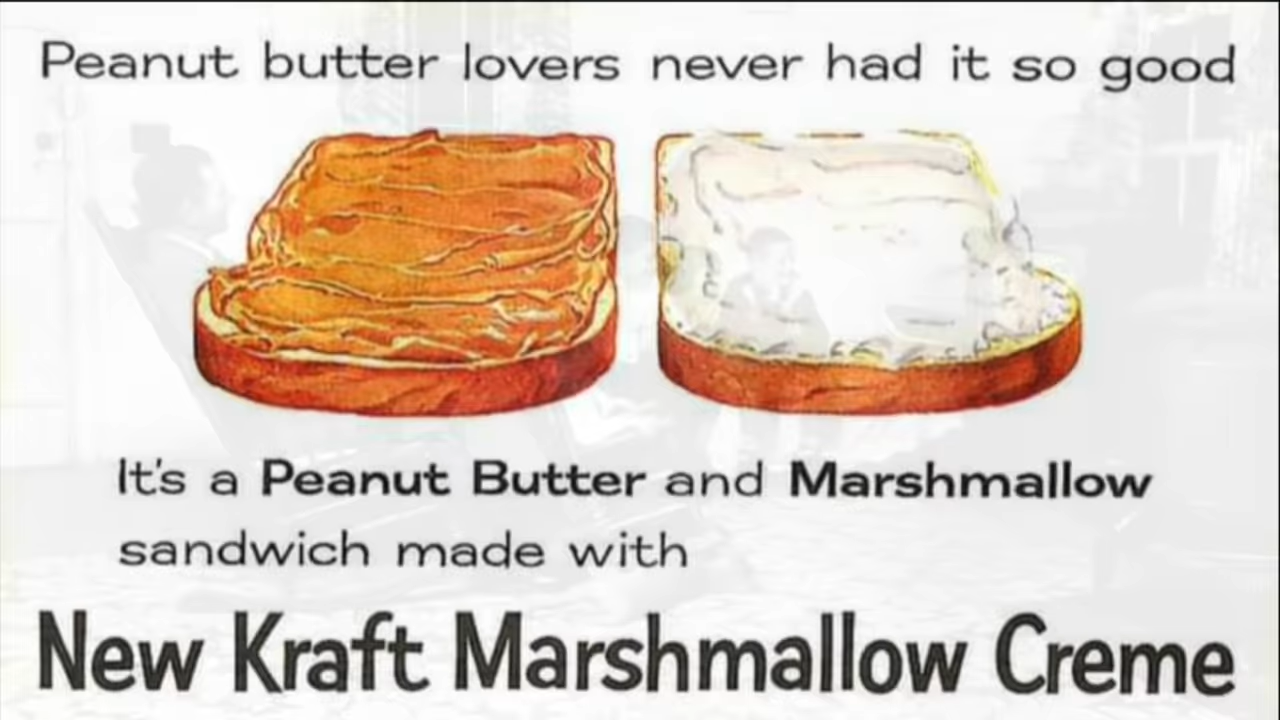 Peanut butter lovers never had it so good
It's a Peanut Butter and Marshmallow
sandwich made with
New Kraft Marshmallow Creme